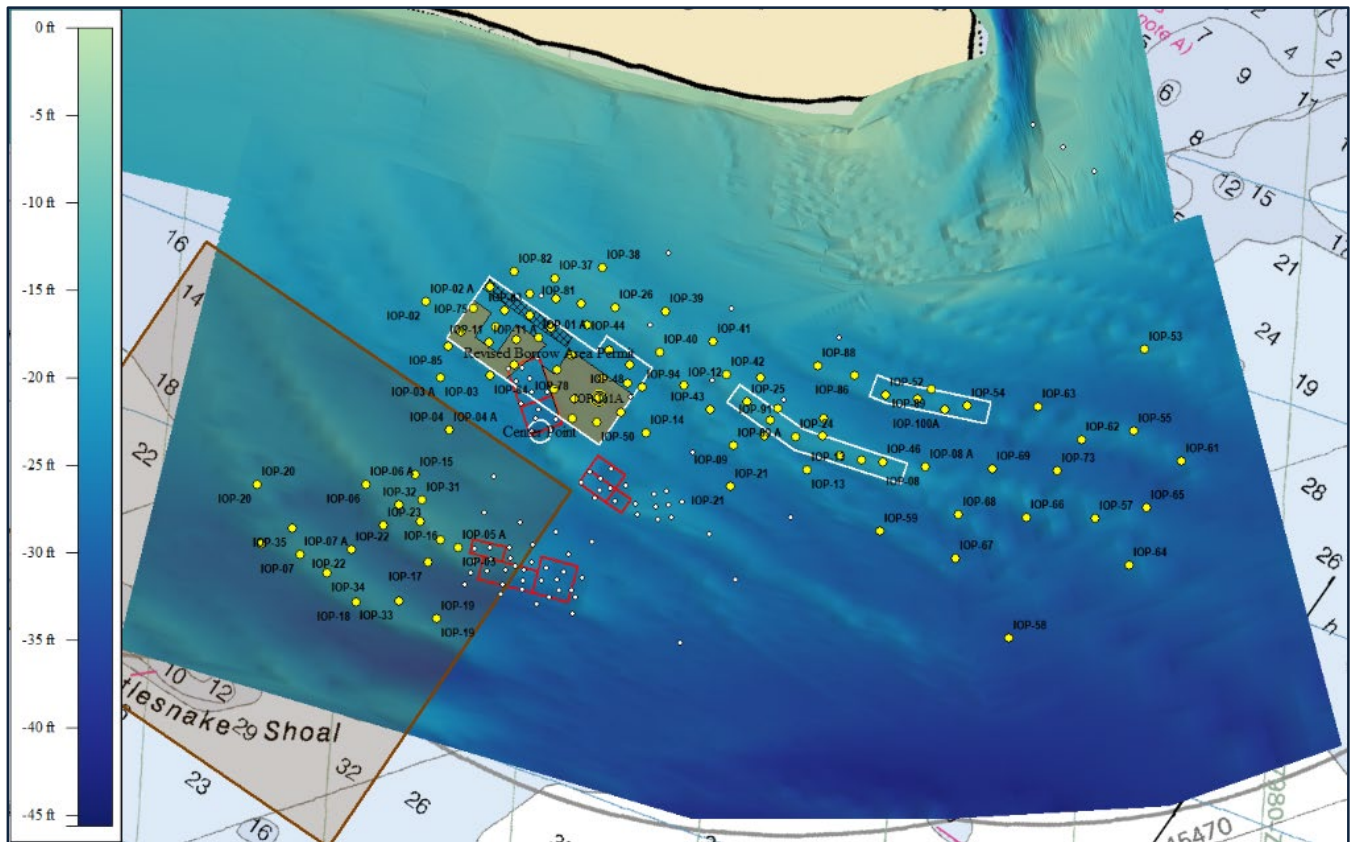 0 ft
-5 ft
-10 ft
-15 ft
-20 ft
-25 ft
-30 ft
-35 ft
-40 ft
-45 ft
note A)
7
5
4
2
9
6
11
8
12
15
21
24
19
28
26
h
16
14
18
22
IOP-82
IOP-37
IOP-38
IOP-02 A
IOP-81
IOP-26
IOP-39
IOP-02
IOP-75
IOP-11
IOP-11 A
IOP-01 A
IOP-44
IOP-40
IOP-41
IOP-53
Revised Borrow Area Permit
IOP-85
IOP-03 A
IOP-03
IOP-84
IOP-78
IOP-48
IOP-94
IOP-12
IOP-42
IOP-88
IOP-43
IOP-25
IOP-86
IOP-52
IOP-54
IOP-63
IOP-89
IOP-91
IOP-100A
IOP-04
IOP-04 A
Center Point
IOP-50
IOP-14
IOP-24
IOP-62
IOP-55
IOP-09
IOP-46
IOP-08 A
IOP-69
IOP-73
IOP-61
IOP-13
IOP-08
IOP-20
IOP-06 A
IOP-15
IOP-20
IOP-06
IOP-32
IOP-31
IOP-21
IOP-21
IOP-23
IOP-68
IOP-66
IOP-57
IOP-65
IOP-59
IOP-35
IOP-07 A
IOP-22
IOP-16
IOP-05 A
IOP-07
IOP-22
IOP-17
IOP-67
IOP-64
IOP-34
IOP-18
IOP-33
IOP-19
IOP-19
IOP-58
10
12
tlesnake Shoal
29
32
23
26
16
45470